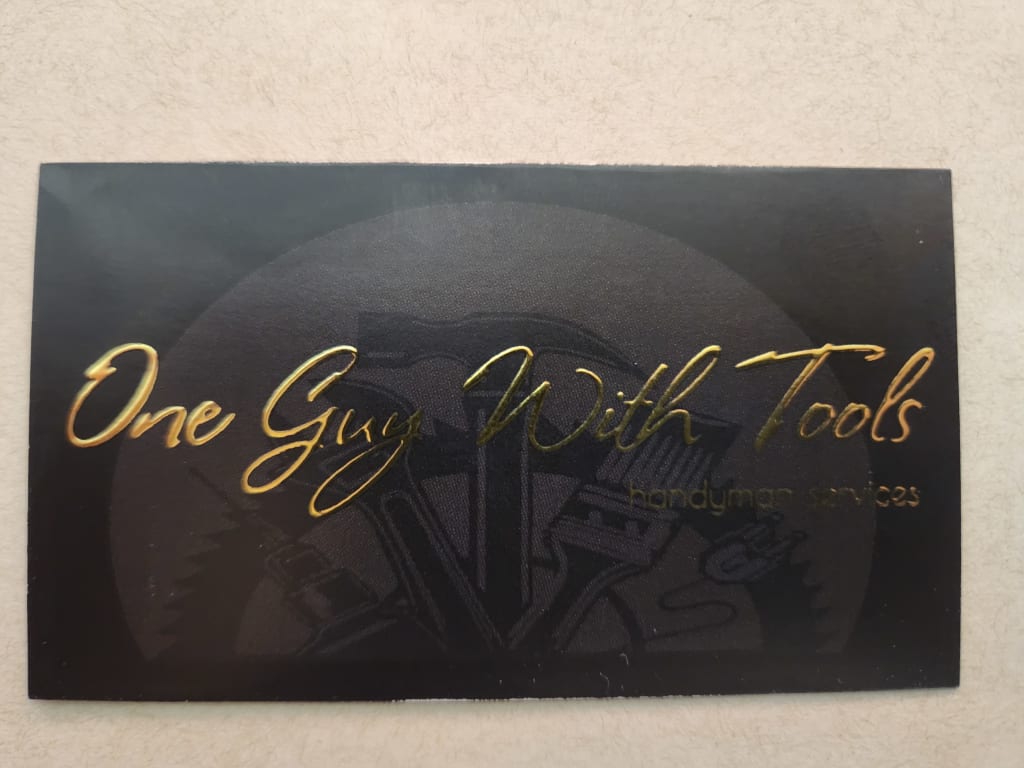 One Guy With Tools
handyman services